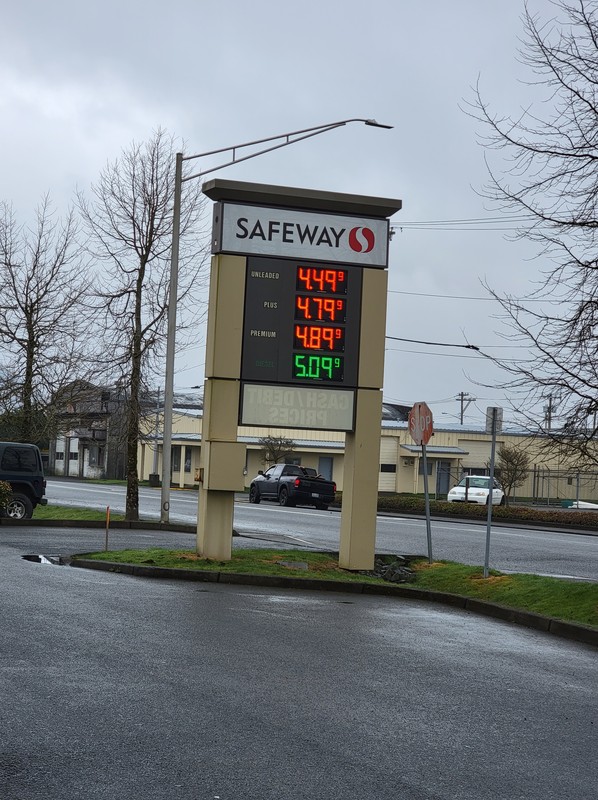 SAFEWAY
UNLEADED 4.49 9
PLUS 4.79 9
PREMIUM 4.89 9
DIESEL 5.09 9
CASH/DEBIT
PRICES
STOP